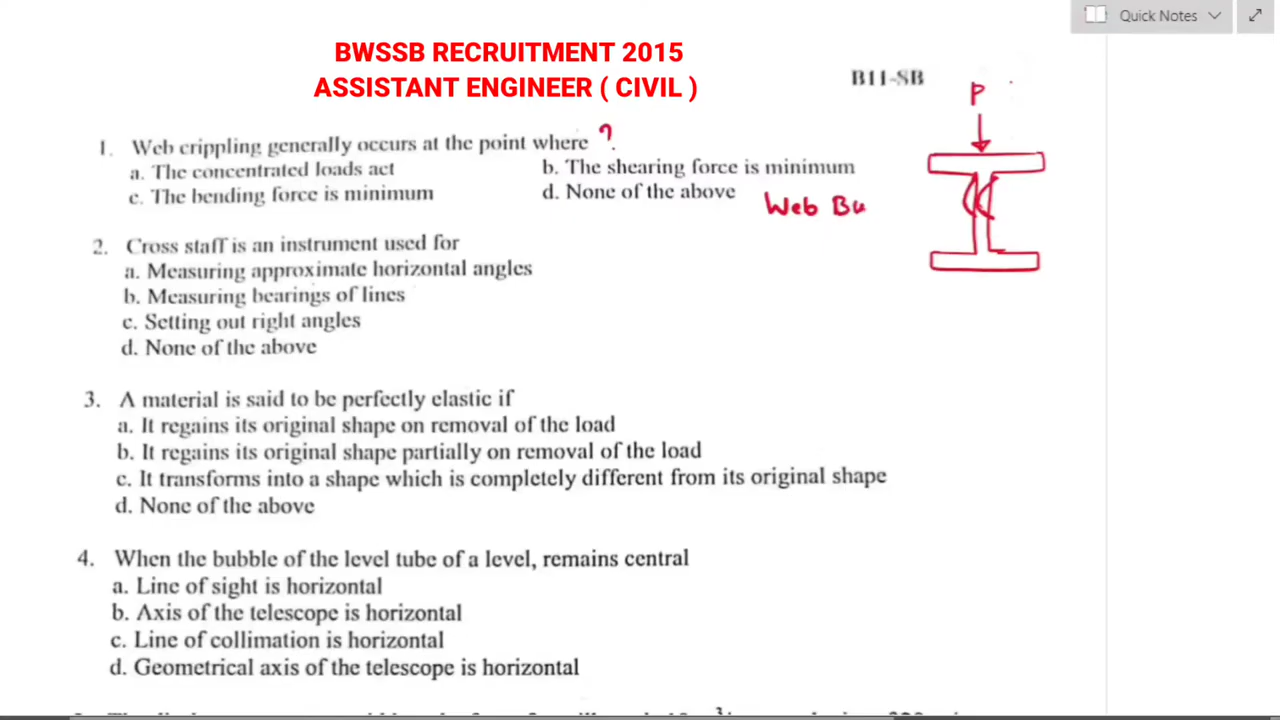 Quick Notes
BWSSB RECRUITMENT 2015
ASSISTANT ENGINEER ( CIVIL )
B11-SB
P
1. Web crippling generally occurs at the point where ?
a. The concentrated loads act b. The shearing force is minimum
c. The bending force is minimum d. None of the above
Web Bu
2. Cross staff is an instrument used for
a. Measuring approximate horizontal angles
b. Measuring bearings of lines
c. Setting out right angles
d. None of the above
3. A material is said to be perfectly elastic if
a. It regains its original shape on removal of the load
b. It regains its original shape partially on removal of the load
c. It transforms into a shape which is completely different from its original shape
d. None of the above
4. When the bubble of the level tube of a level, remains central
a. Line of sight is horizontal
b. Axis of the telescope is horizontal
c. Line of collimation is horizontal
d. Geometrical axis of the telescope is horizontal